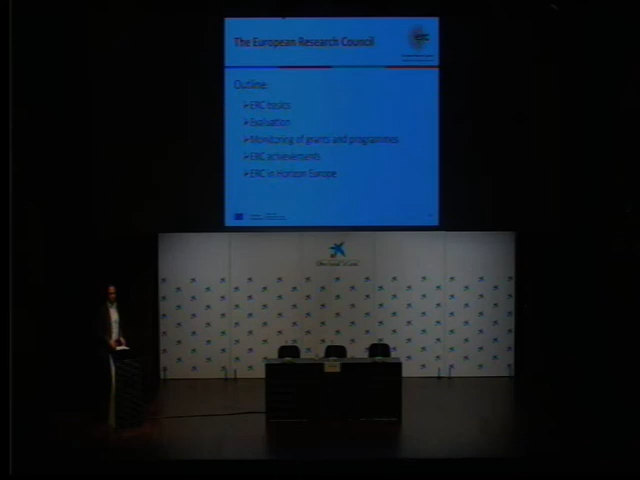 The European Research Council
erc
Outline:
ERC basics
Evaluation
Monitoring of grants and programmes
ERC achievements
ERC in Horizon Europe